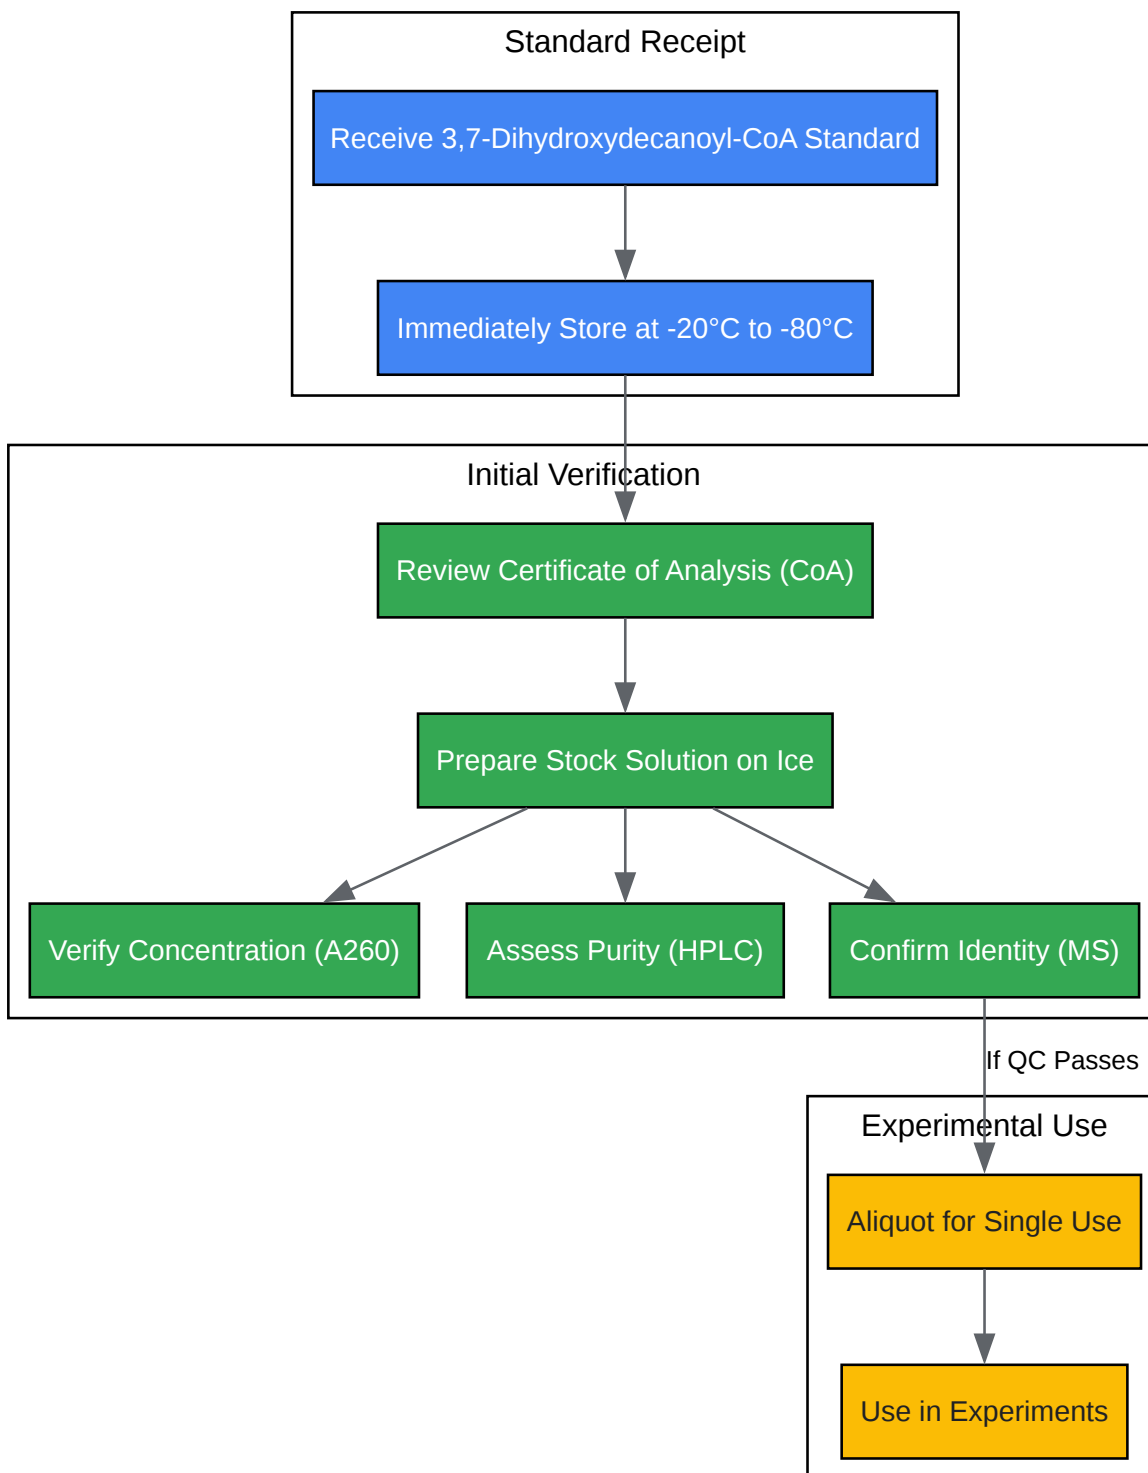 Standard Receipt
Receive 3,7-Dihydroxydecanoyl-CoA Standard
Immediately Store at -20°C to -80°C
Initial Verification
Review Certificate of Analysis (CoA)
Prepare Stock Solution on Ice
Verify Concentration (A260)
Assess Purity (HPLC)
Confirm Identity (MS)
If QC Passes
Experimental Use
Aliquot for Single Use
Use in Experiments